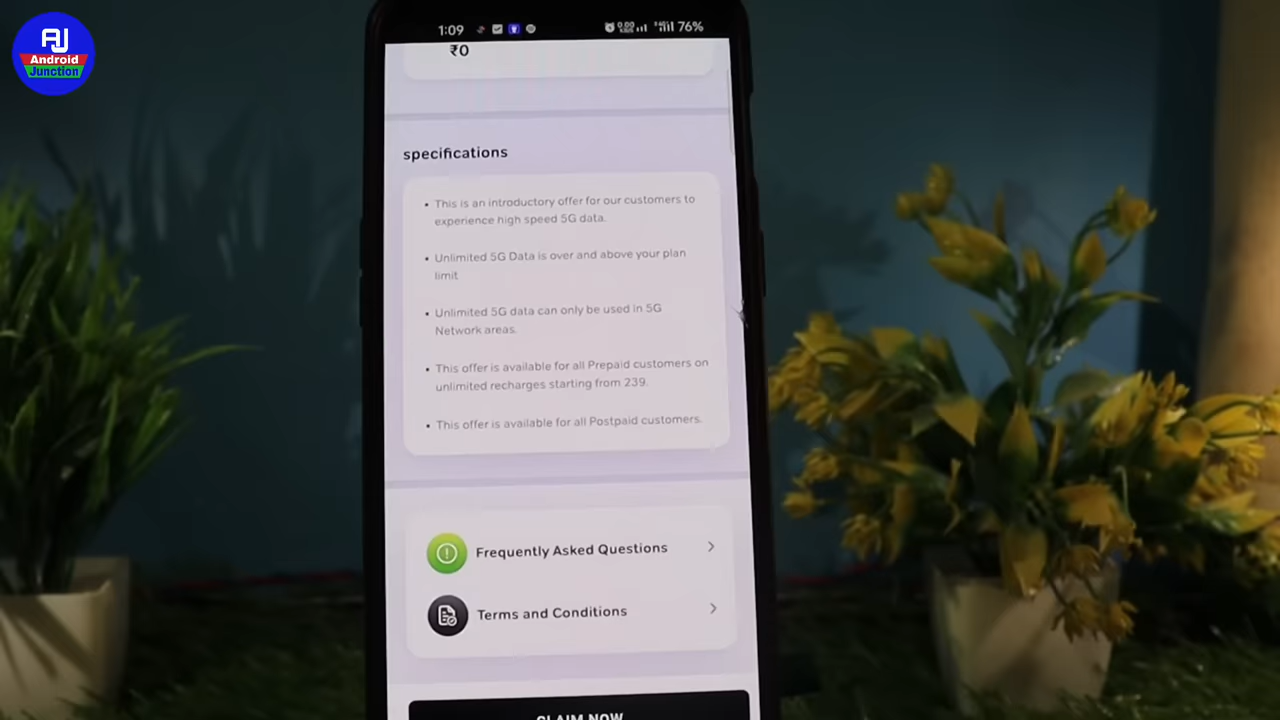 AJ
Android
Junction
1:09
0.00
76%
₹0
specifications
• This is an introductory offer for our customers to
experience high speed 5G data.
• Unlimited 5G Data is over and above your plan
limit
• Unlimited 5G data can only be used in 5G
Network areas.
• This offer is available for all Prepaid customers on
unlimited recharges starting from 239.
• This offer is available for all Postpaid customers.
Frequently Asked Questions
Terms and Conditions
CLAIM NOW